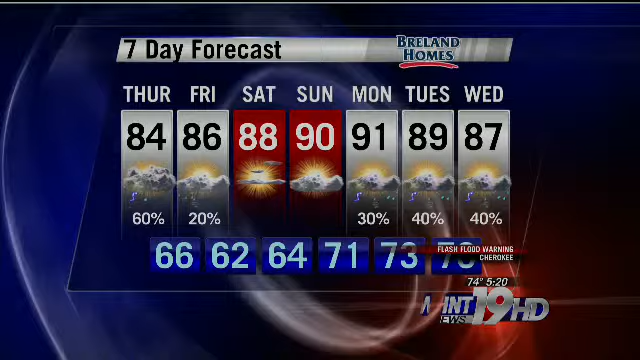 7 Day Forecast
BRELAND HOMES
THUR FRI SAT SUN MON TUES WED
84 86 88 90 91 89 87
60% 20% 30% 40% 40%
66 62 64 71 73
FLASH FLOOD WARNING
CHEROKEE
74° 5:20
WHNT 19 HD
NEWS